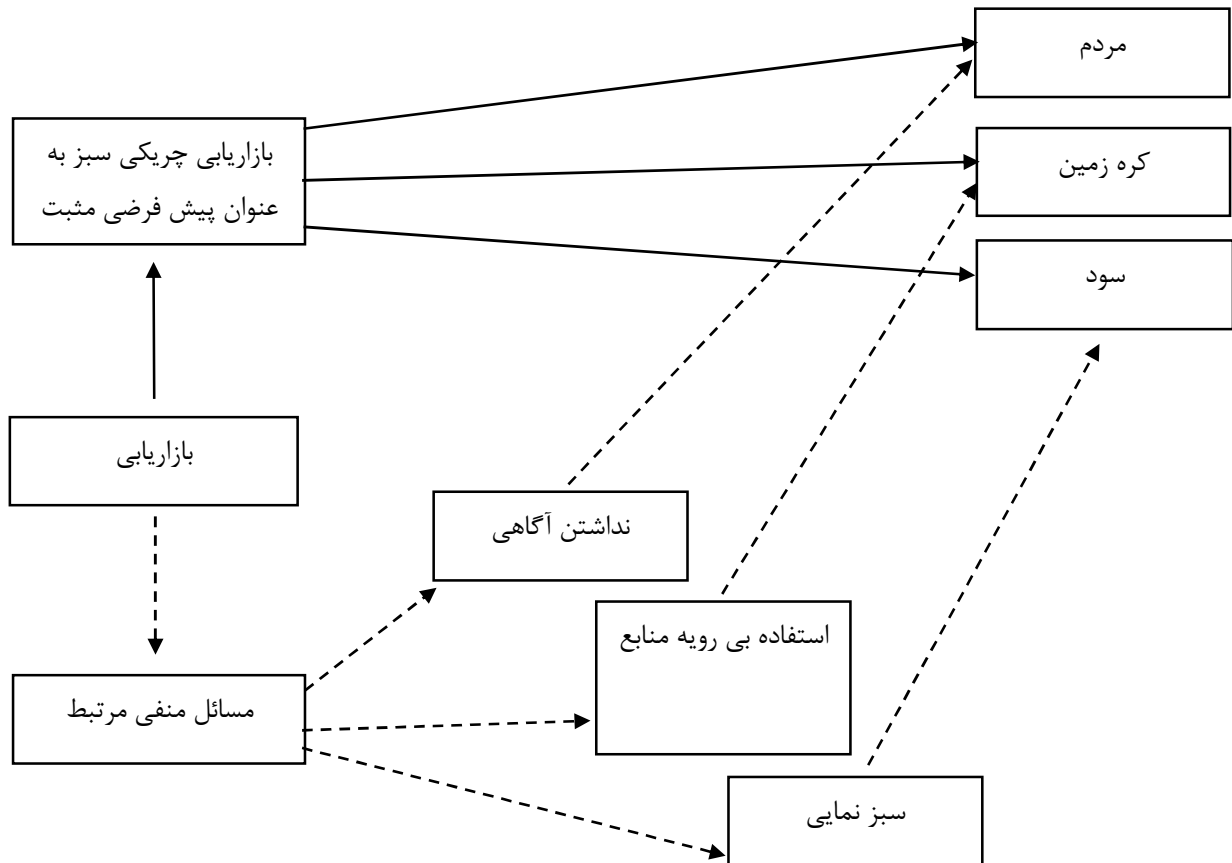 مردم
بازاریابی چریکی سبز به
عنوان پیش فرضی مثبت
کره زمین
سود
بازاریابی
نداشتن آگاهی
استفاده بی رویه منابع
مسائل منفی مرتبط
سبز نمایی